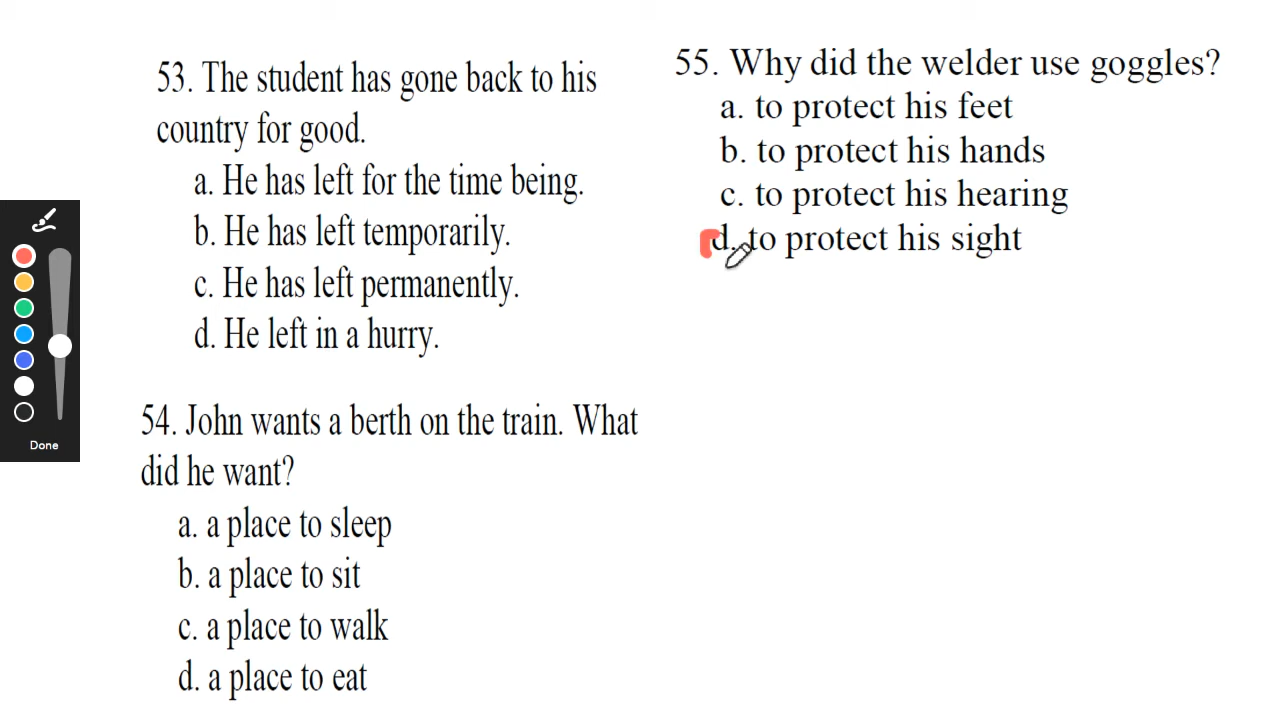 53. The student has gone back to his
country for good.
a. He has left for the time being.
b. He has left temporarily.
c. He has left permanently.
d. He left in a hurry.
54. John wants a berth on the train. What
did he want?
a. a place to sleep
b. a place to sit
c. a place to walk
d. a place to eat
55. Why did the welder use goggles?
a. to protect his feet
b. to protect his hands
c. to protect his hearing
d. to protect his sight
Done